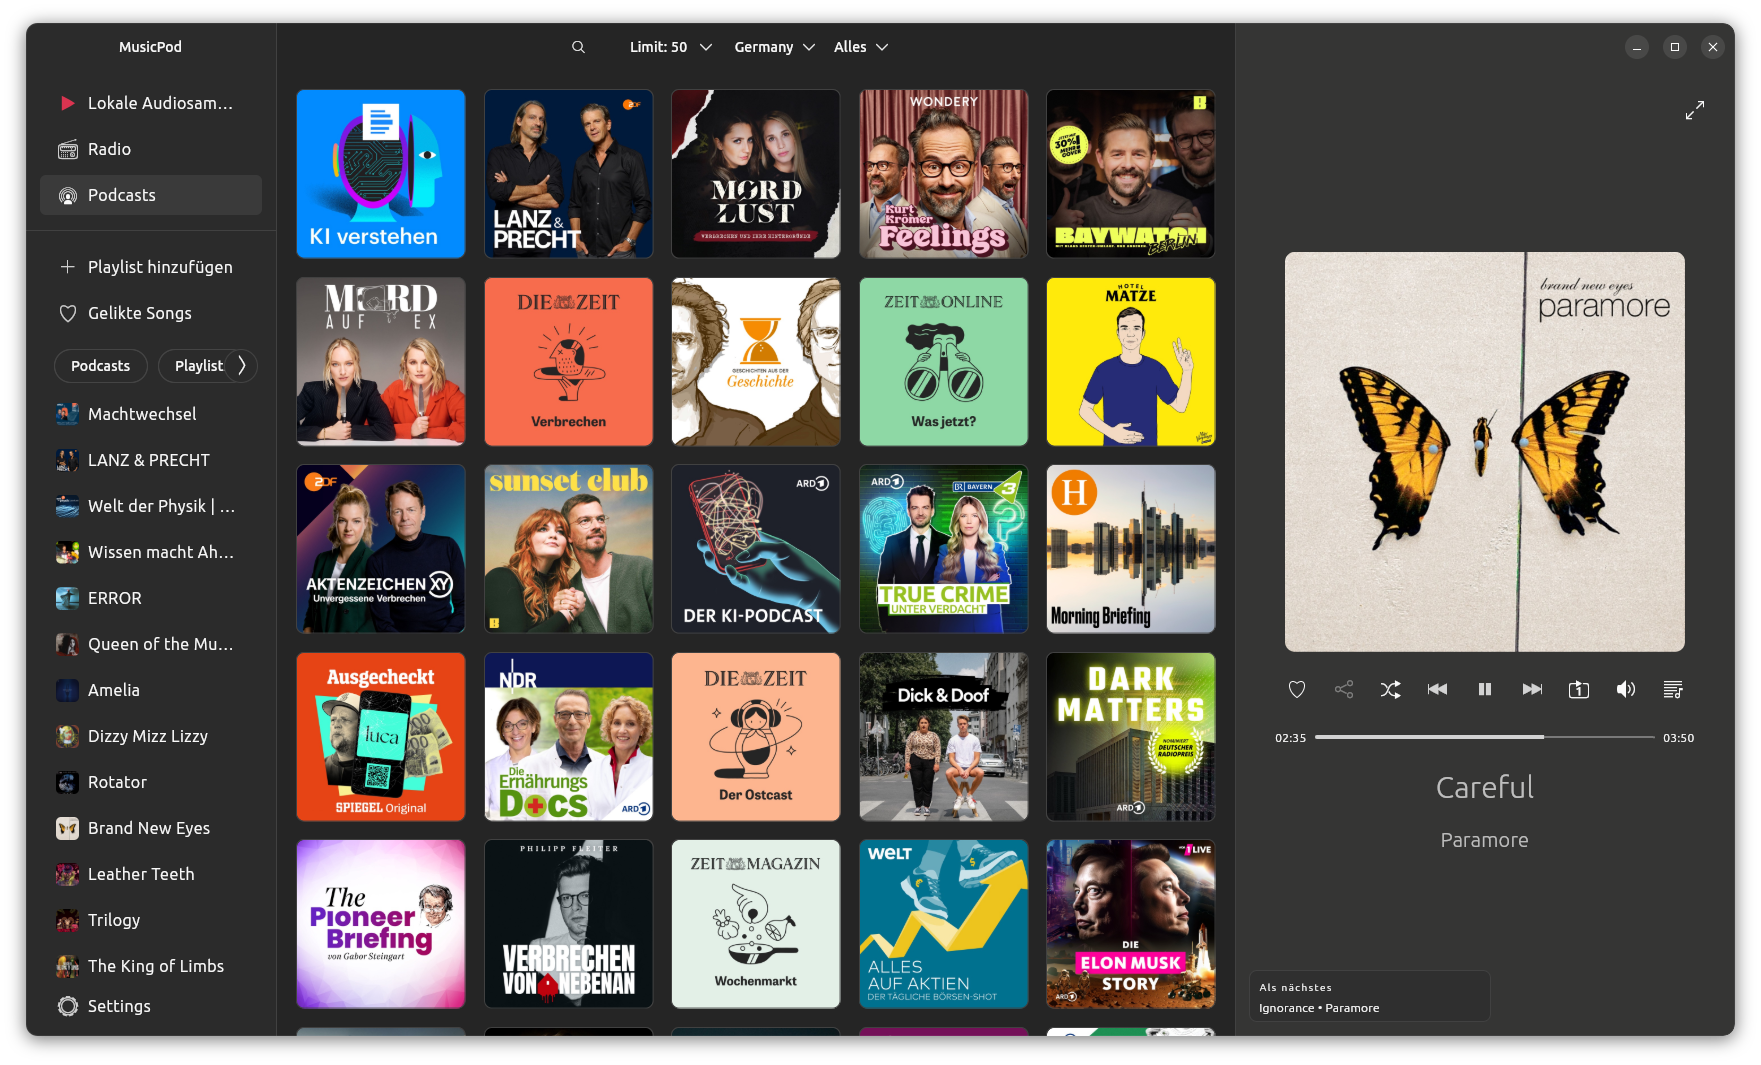 MusicPod
Lokale Audiosam...
Radio
Podcasts
Playlist hinzufügen
Gelikte Songs
Podcasts
Playlist
Machtwechsel
LANZ & PRECHT
Welt der Physik | ...
Wissen macht Ah...
ERROR
Queen of the Mu...
Amelia
Dizzy Mizz Lizzy
Rotator
Brand New Eyes
Leather Teeth
Trilogy
The King of Limbs
Settings
Limit: 50
Germany
Alles
KI verstehen
ZDF
LANZ &
PRECHT
MORD
LUST
VERBRECHEN UND IHRE HINTERGRÜNDE
WONDERY
Kurt
Krömer
Feelings
30%
MEHR
COVER
BAYWATCH
BERLIN
MORD
AUF EX
DIE ZEIT
Verbrechen
GESCHICHTEN AUS DER
Geschichte
ZEIT ONLINE
Was jetzt?
HOTEL
MATZE
ZDF
AKTENZEICHEN XY
Unvergessene Verbrechen
sunset club
ARD
DER KI-PODCAST
ARD
BR BAYERN 3
TRUE CRIME
UNTER VERDACHT
H
Morning Briefing
Ausgecheckt
luca
SPIEGEL Original
NDR
Die
Ernährungs
Docs
ARD
DIE ZEIT
Der Ostcast
Dick & Doof
DARK
MATTERS
NOMINIERT
DEUTSCHER
RADIOPREIS
ARD
The
Pioneer
Briefing
von Gabor Steingart
PHILIPP FLEITER
VERBRECHEN
VON NEBENAN
ZEIT MAGAZIN
Wochenmarkt
WELT
ALLES
AUF AKTIEN
DER TÄGLICHE BÖRSEN-SHOT
1LIVE
DIE
ELON MUSK
STORY
ARD
brand new eyes
paramore
02:35
03:50
Careful
Paramore
Als nächstes
Ignorance • Paramore